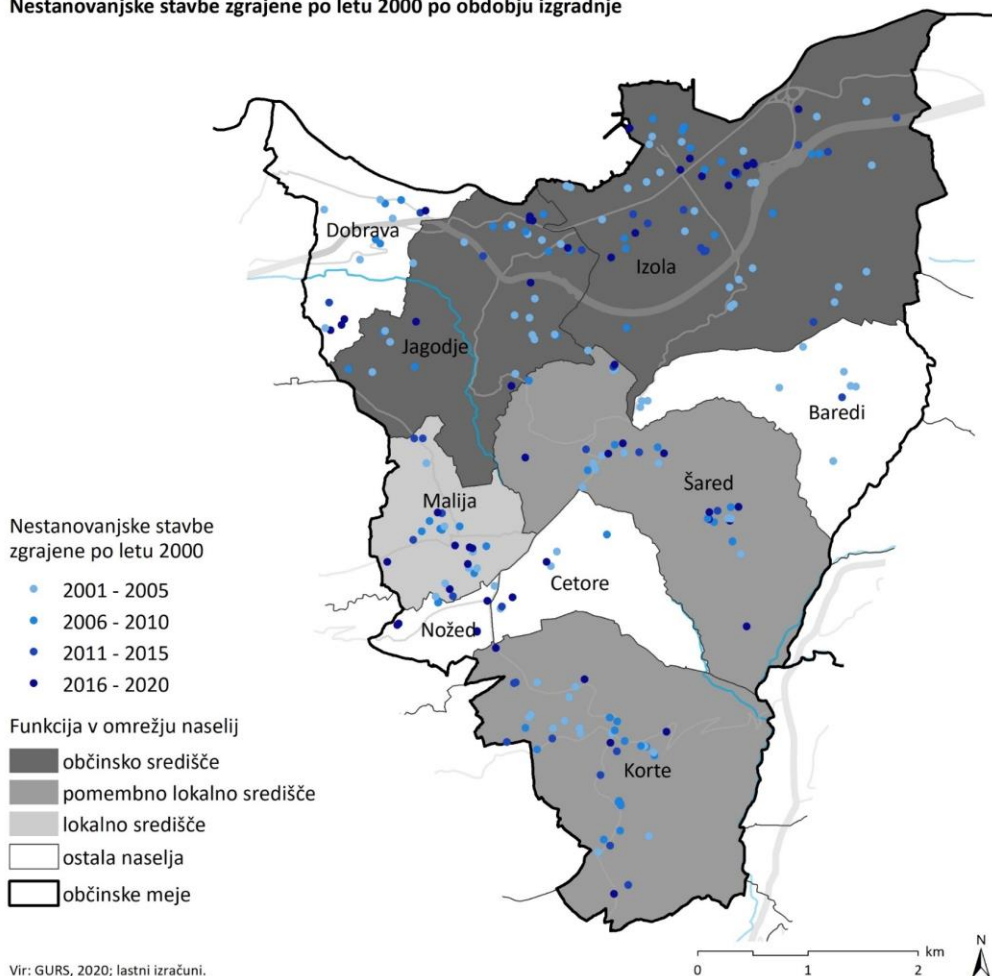 Nestanovanjske stavbe zgrajene po letu 2000 po obdobju izgradnje
Dobrava
Izola
Jagodje
Baredi
Šared
Malija
Cetore
Nožed
Korte
Nestanovanjske stavbe
zgrajene po letu 2000
2001 - 2005
2006 - 2010
2011 - 2015
2016 - 2020
Funkcija v omrežju naselij
občinsko središče
pomembno lokalno središče
lokalno središče
ostala naselja
občinske meje
Vir: GURS, 2020; lastni izračuni.
km
0 1 2
N